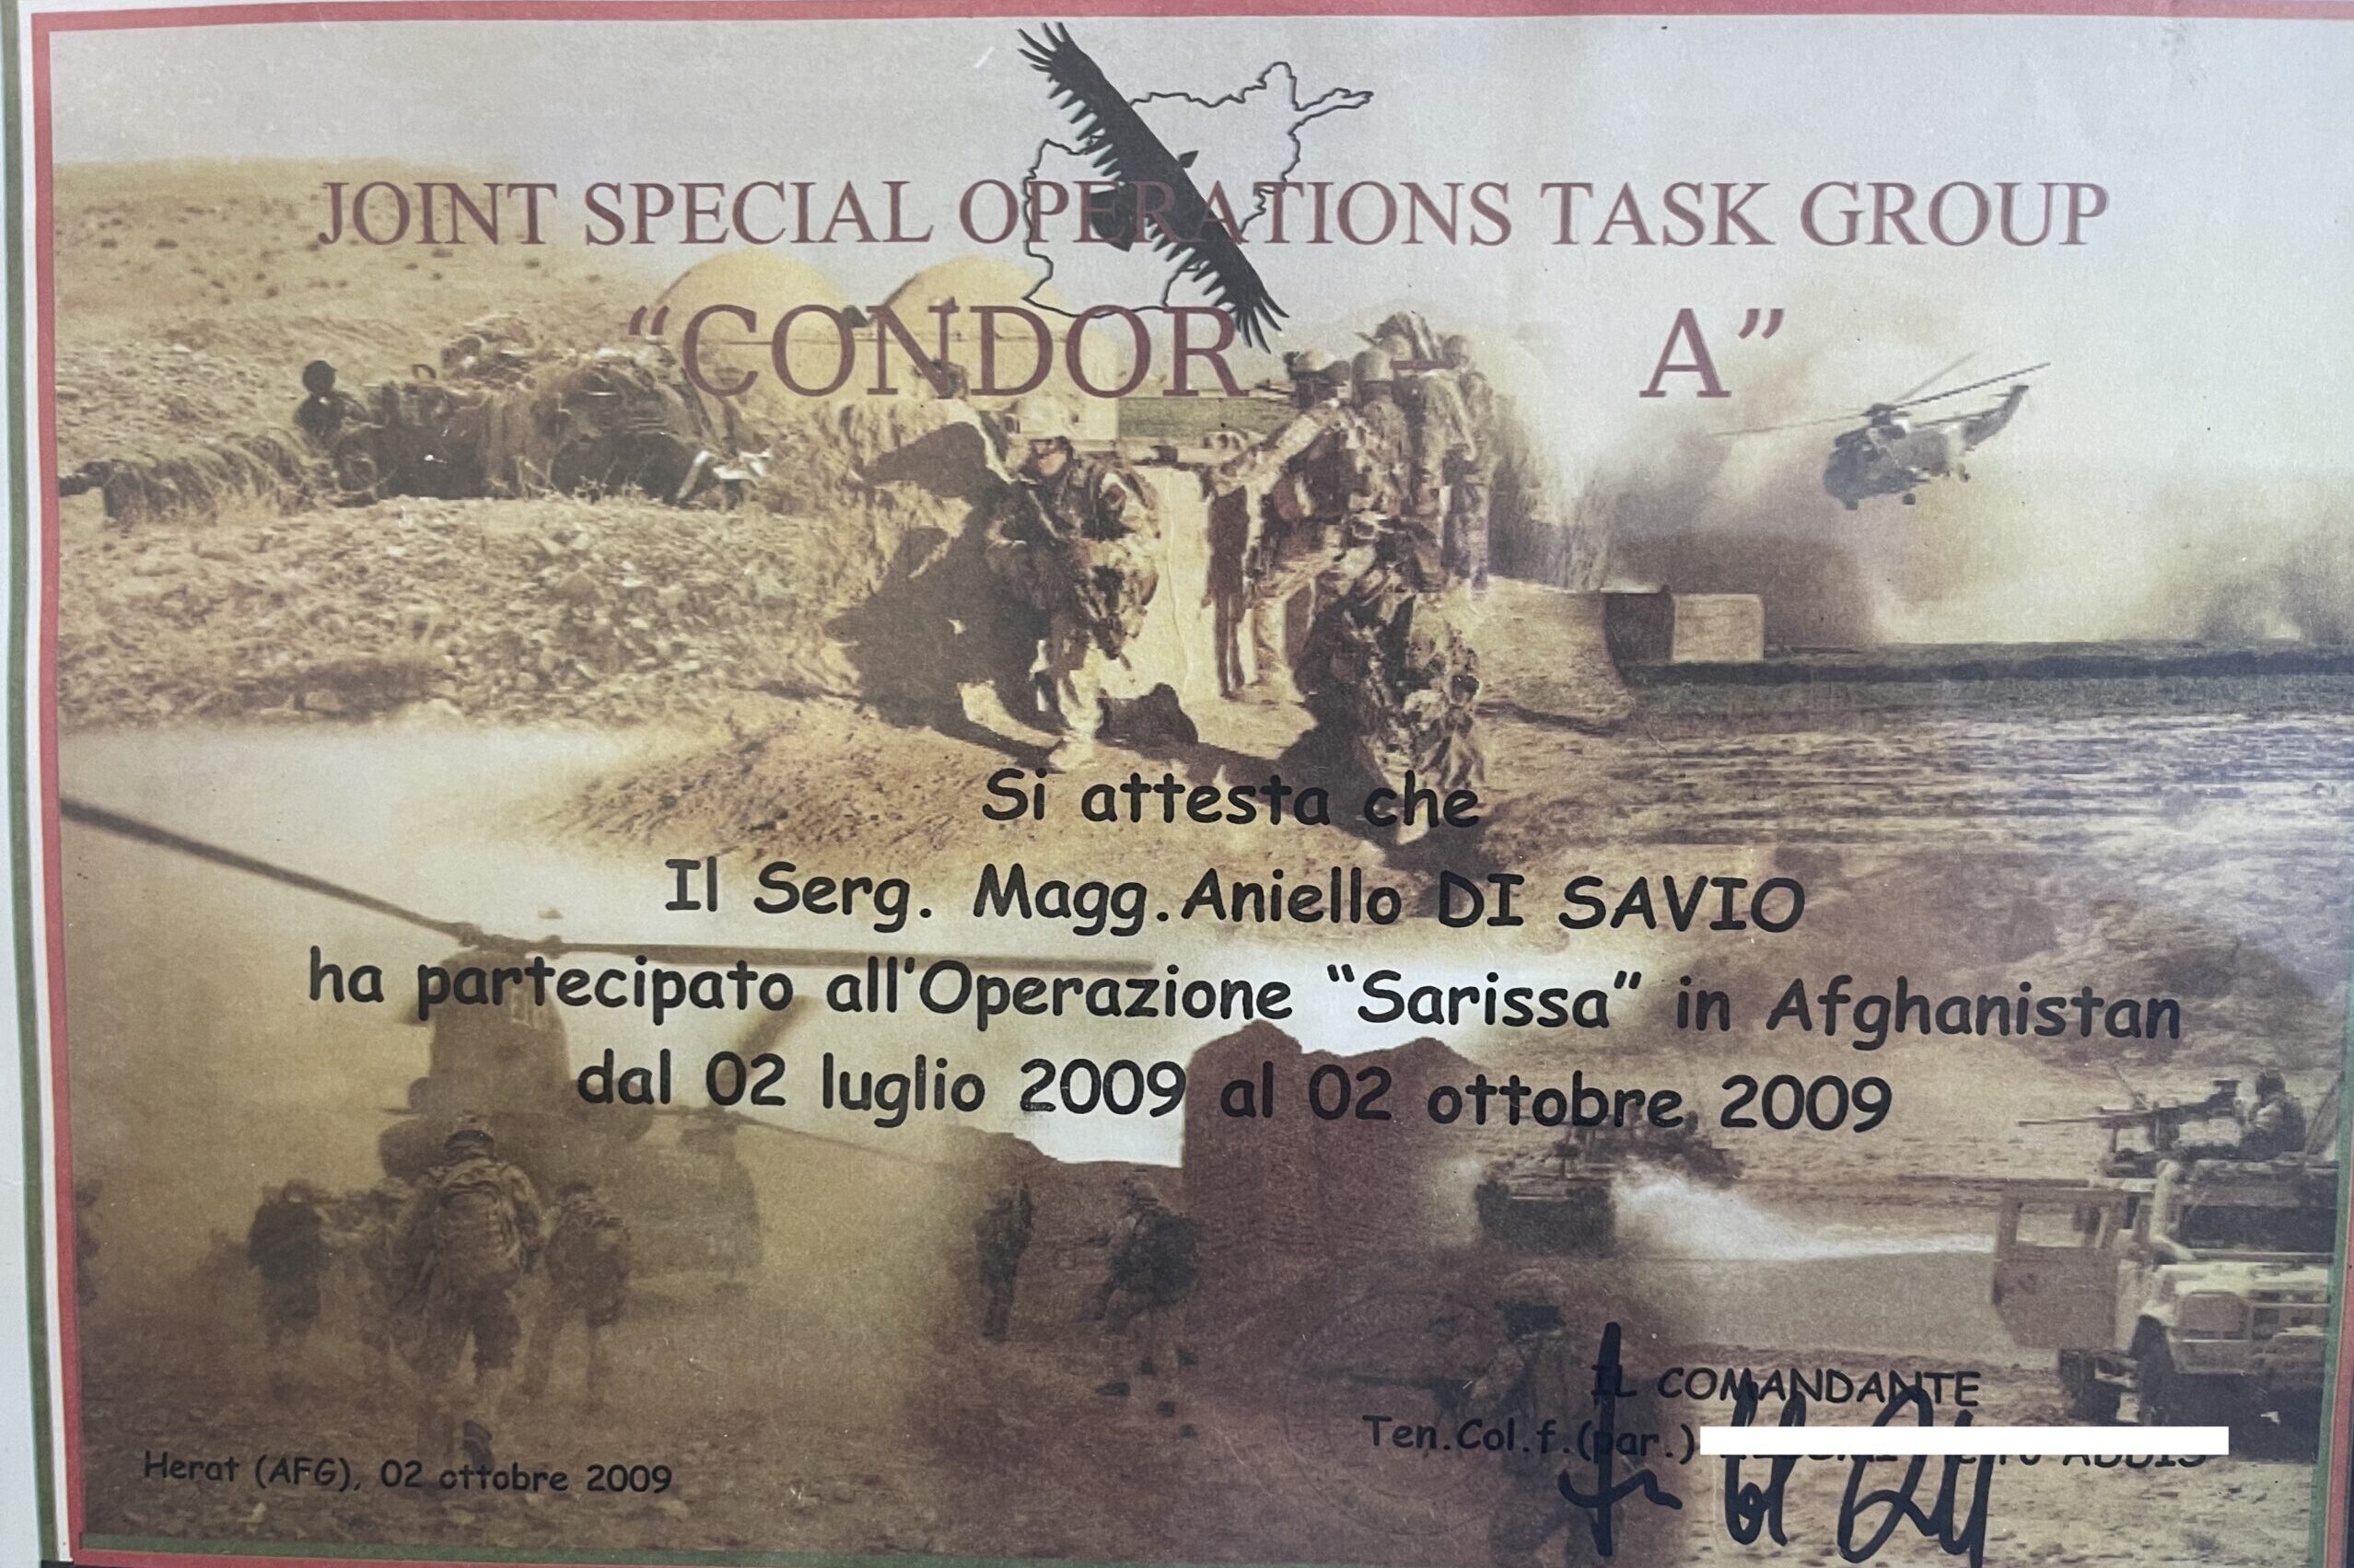 JOINT SPECIAL OPERATIONS TASK GROUP
“CONDOR - A”
Si attesta che
Il Serg. Magg.Aniello DI SAVIO
ha partecipato all'Operazione “Sarissa” in Afghanistan
dal 02 luglio 2009 al 02 ottobre 2009
IL COMANDANTE
Ten.Col.f.(par.)
Herat (AFG), 02 ottobre 2009